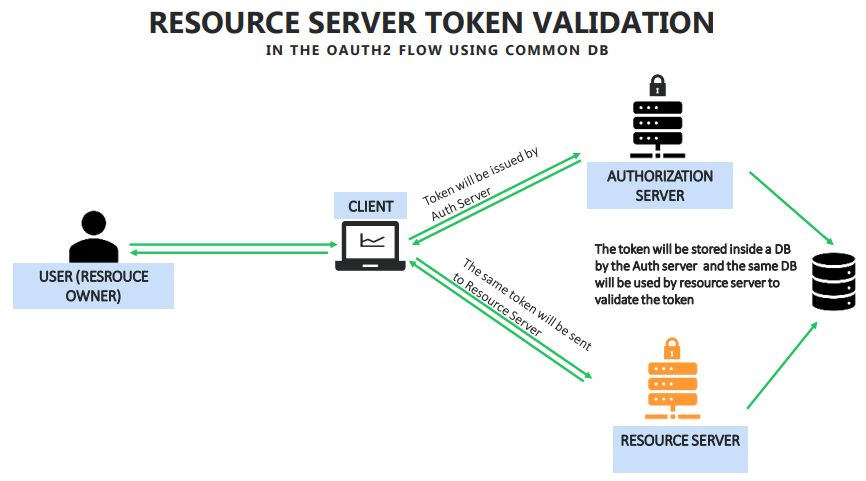 RESOURCE SERVER TOKEN VALIDATION
IN THE OAUTH2 FLOW USING COMMON DB
AUTHORIZATION
SERVER
Token will be issued by
Auth Server
CLIENT
USER (RESROUCE
OWNER)
The token will be stored inside a DB
by the Auth server and the same DB
will be used by resource server to
validate the token
The same token will be sent
to Resource Server
RESOURCE SERVER